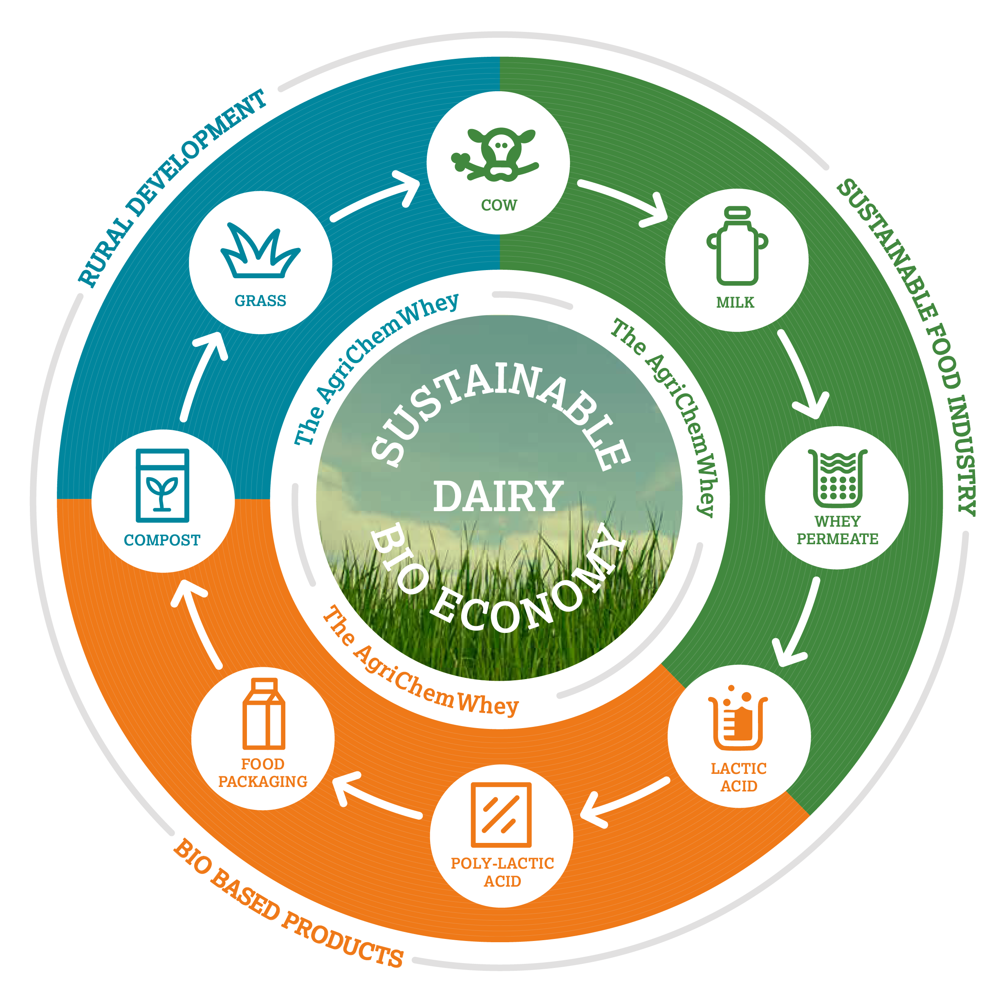 RURAL DEVELOPMENT
SUSTAINABLE FOOD INDUSTRY
BIO BASED PRODUCTS
COW
MILK
WHEY
PERMEATE
LACTIC
ACID
POLY-LACTIC
ACID
FOOD
PACKAGING
COMPOST
GRASS
The AgriChemWhey
The AgriChemWhey
The AgriChemWhey
SUSTAINABLE
DAIRY
BIO ECONOMY